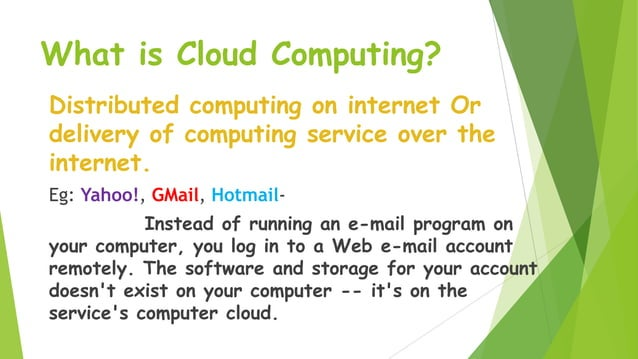 What is Cloud Computing?
Distributed computing on internet Or
delivery of computing service over the
internet.
Eg: Yahoo!, GMail, Hotmail-
Instead of running an e-mail program on
your computer, you log in to a Web e-mail account
remotely. The software and storage for your account
doesn't exist on your computer -- it's on the
service's computer cloud.